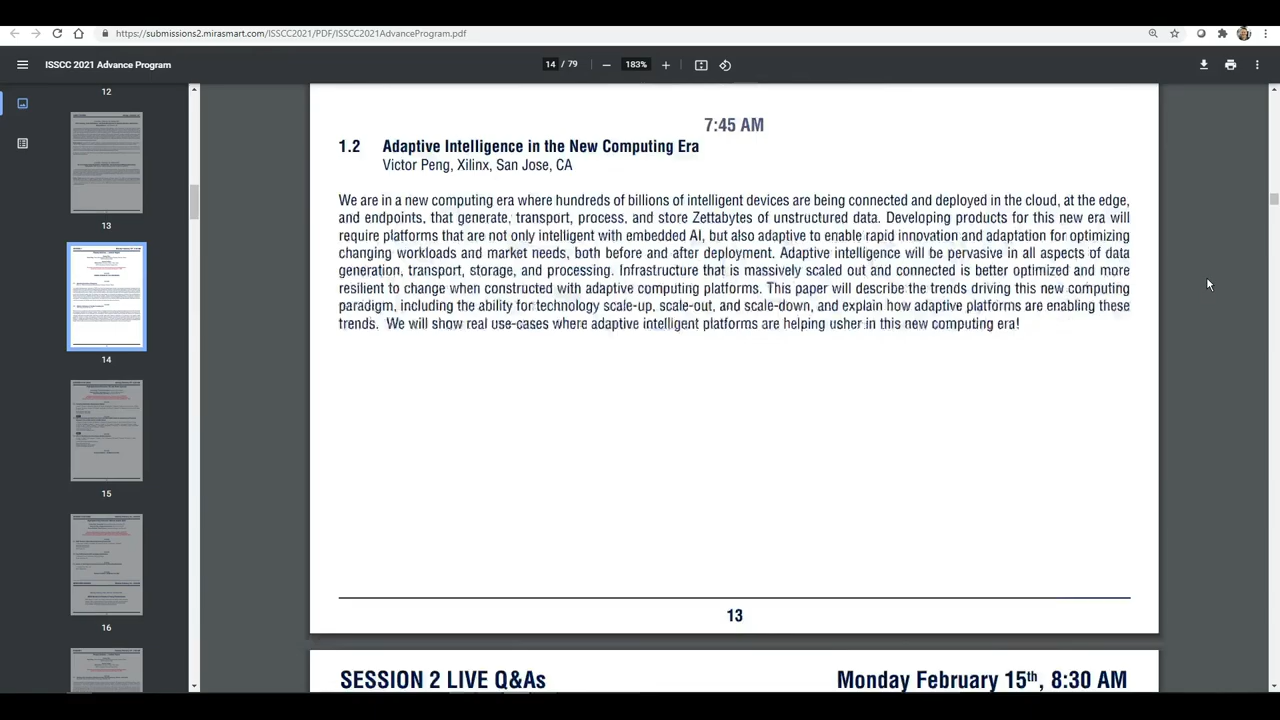 https://submissions2.mirasmart.com/ISSCC2021/PDF/ISSCC2021AdvanceProgram.pdf
ISSCC 2021 Advance Program
14 / 79
183%
12
13
14
15
16
7:45 AM
1.2 Adaptive Intelligence in the New Computing Era
Victor Peng, Xilinx, San Jose, CA
We are in a new computing era where hundreds of billions of intelligent devices are being connected and deployed in the cloud, at the edge,
and endpoints, that generate, transport, process, and store Zettabytes of unstructured data. Developing products for this new era will
require platforms that are not only intelligent with embedded AI, but also adaptive to enable rapid innovation and adaptation for optimizing
changing workloads and market needs, both before and after deployment. Adaptive intelligence will be pervasive in all aspects of data
generation, transport, storage, and processing. Infrastructure that is massively scaled out and connected is better optimized and more
resilient to change when constructed with adaptive computing platforms. This paper will describe the trends driving this new computing
paradigm, including the ability for technology scale-up, scale-out, and scale-down, and explain how adaptive platforms are enabling these
trends. We will show real use-cases where adaptive intelligent platforms are helping usher in this new computing era!
13
SESSION 2 LIVE Q&As
Monday February 15th, 8:30 AM